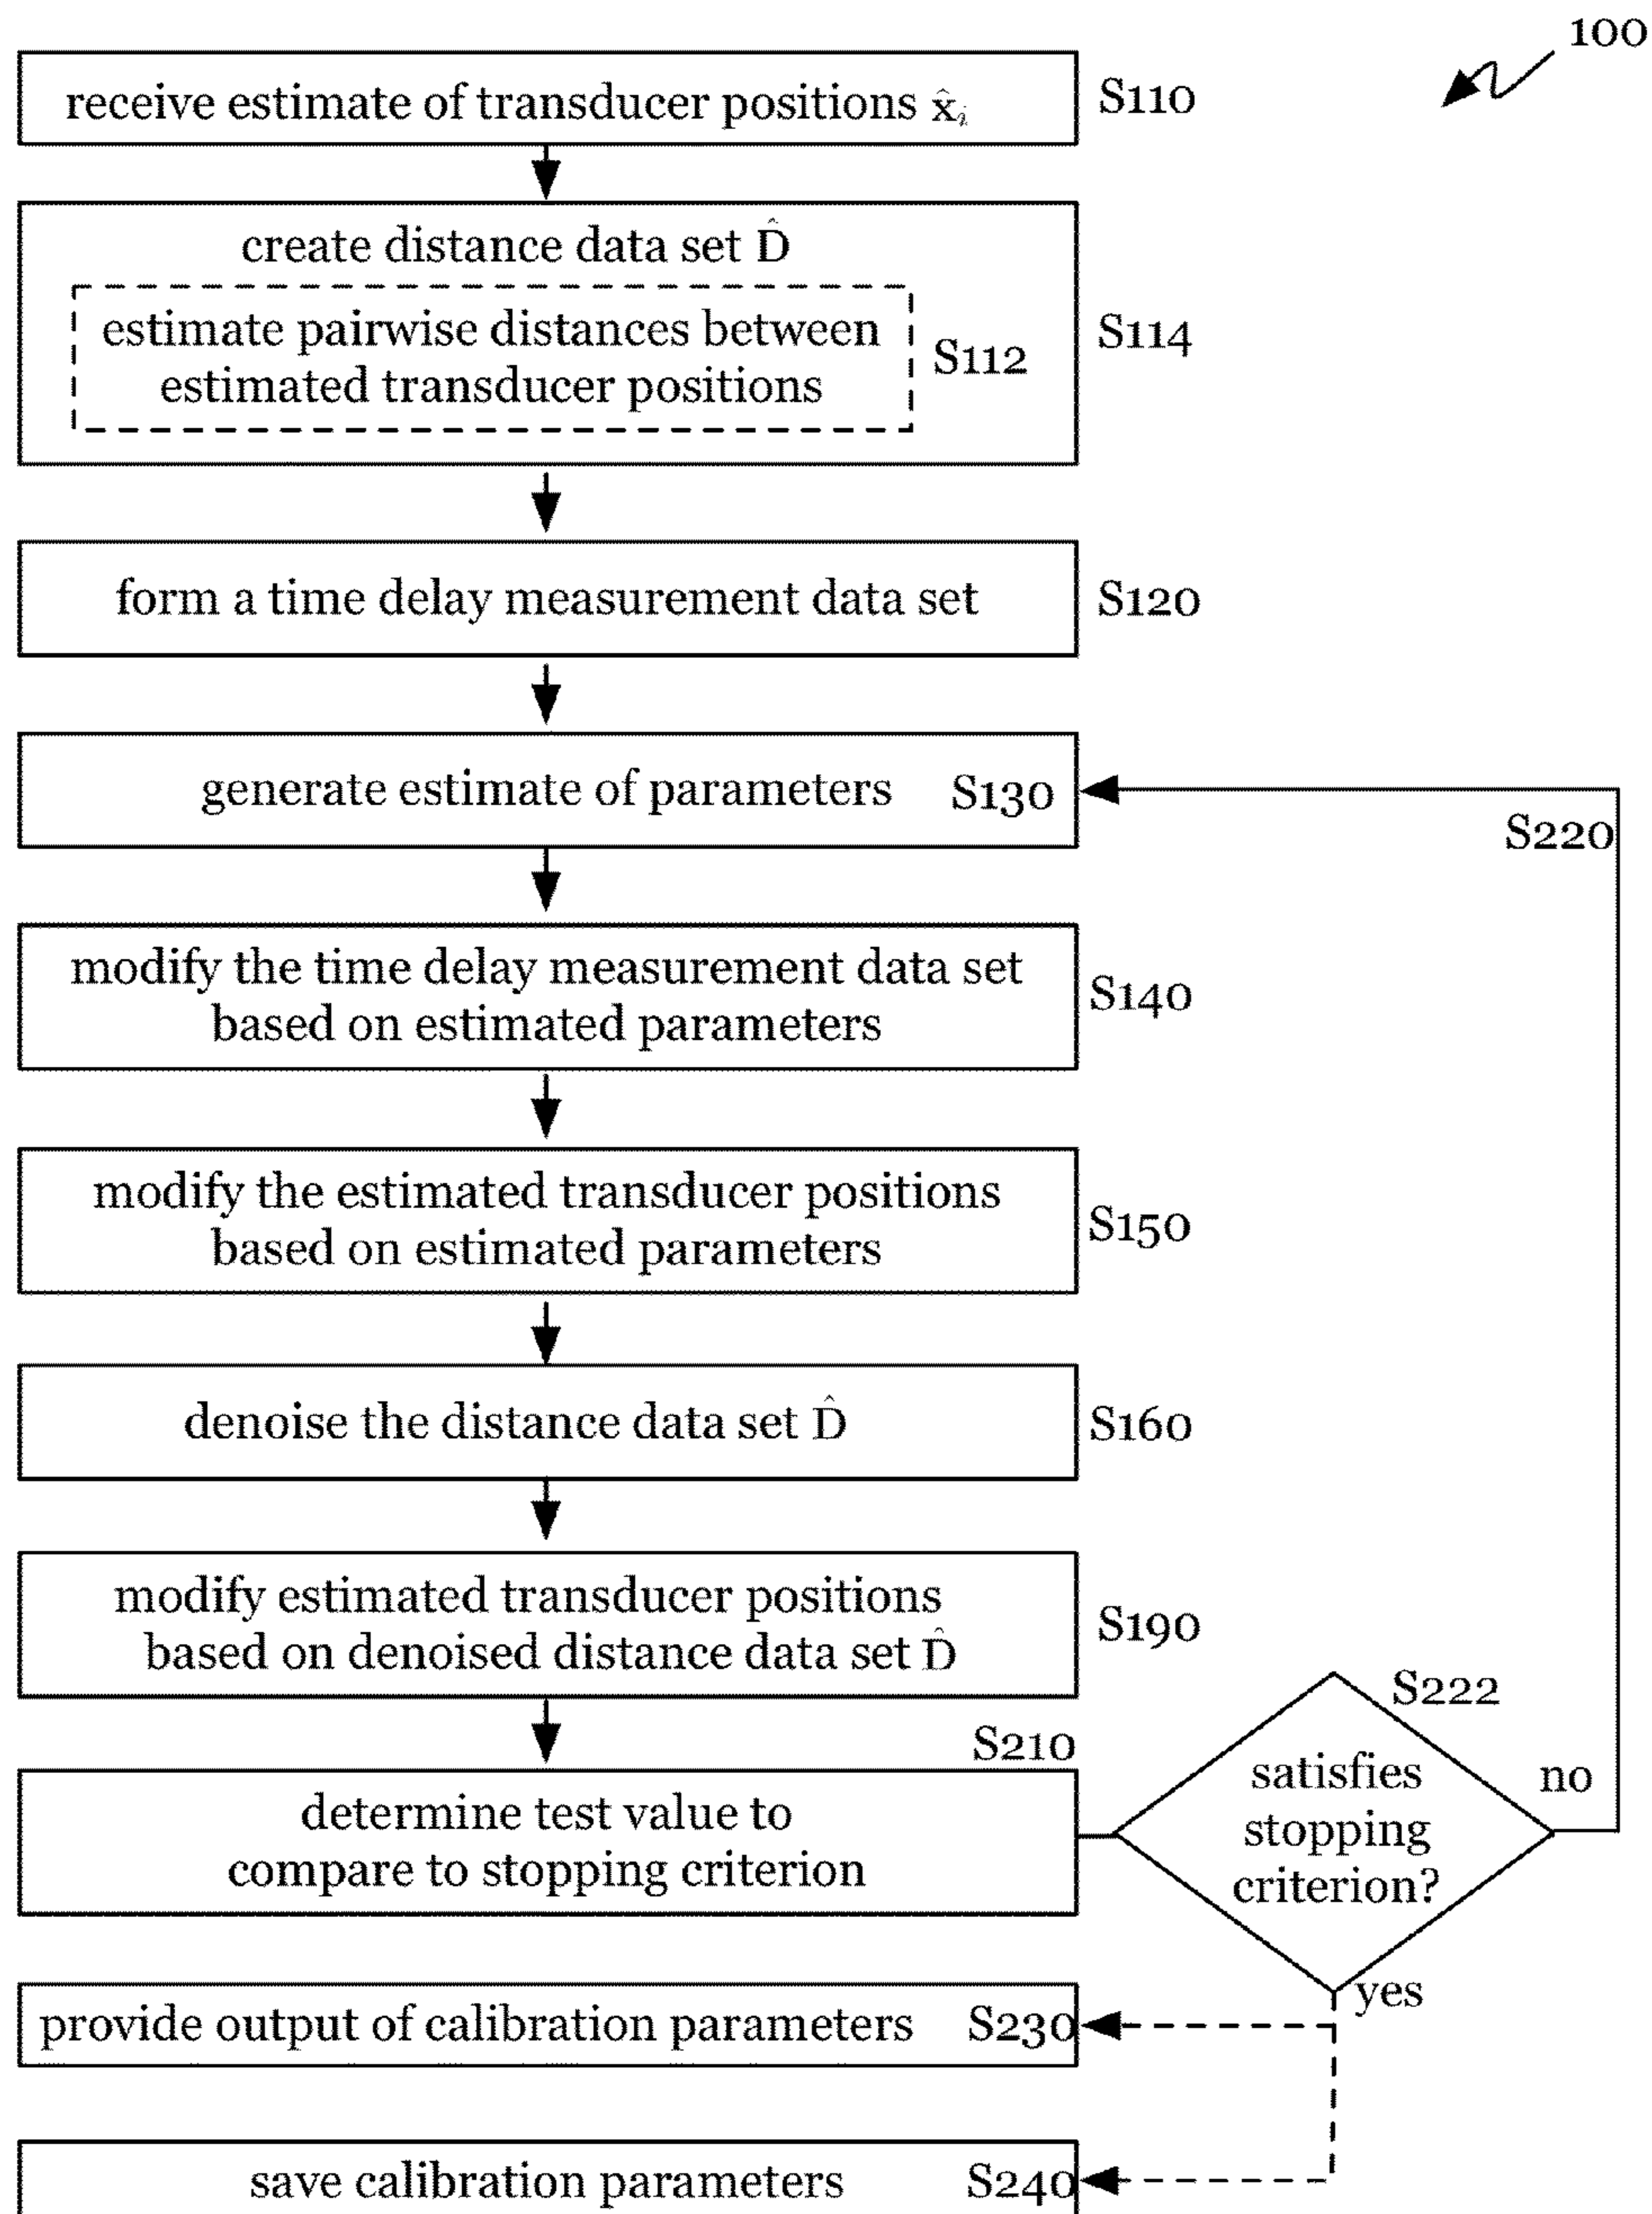 100
receive estimate of transducer positions x̂ᵢ
S110
create distance data set D̂
estimate pairwise distances between
estimated transducer positions
S112
S114
form a time delay measurement data set
S120
generate estimate of parameters
S130
S220
modify the time delay measurement data set
based on estimated parameters
S140
modify the estimated transducer positions
based on estimated parameters
S150
denoise the distance data set D̂
S160
modify estimated transducer positions
based on denoised distance data set D̂
S190
S210
determine test value to
compare to stopping criterion
S222
satisfies
stopping
criterion?
no
yes
provide output of calibration parameters
S230
save calibration parameters
S240